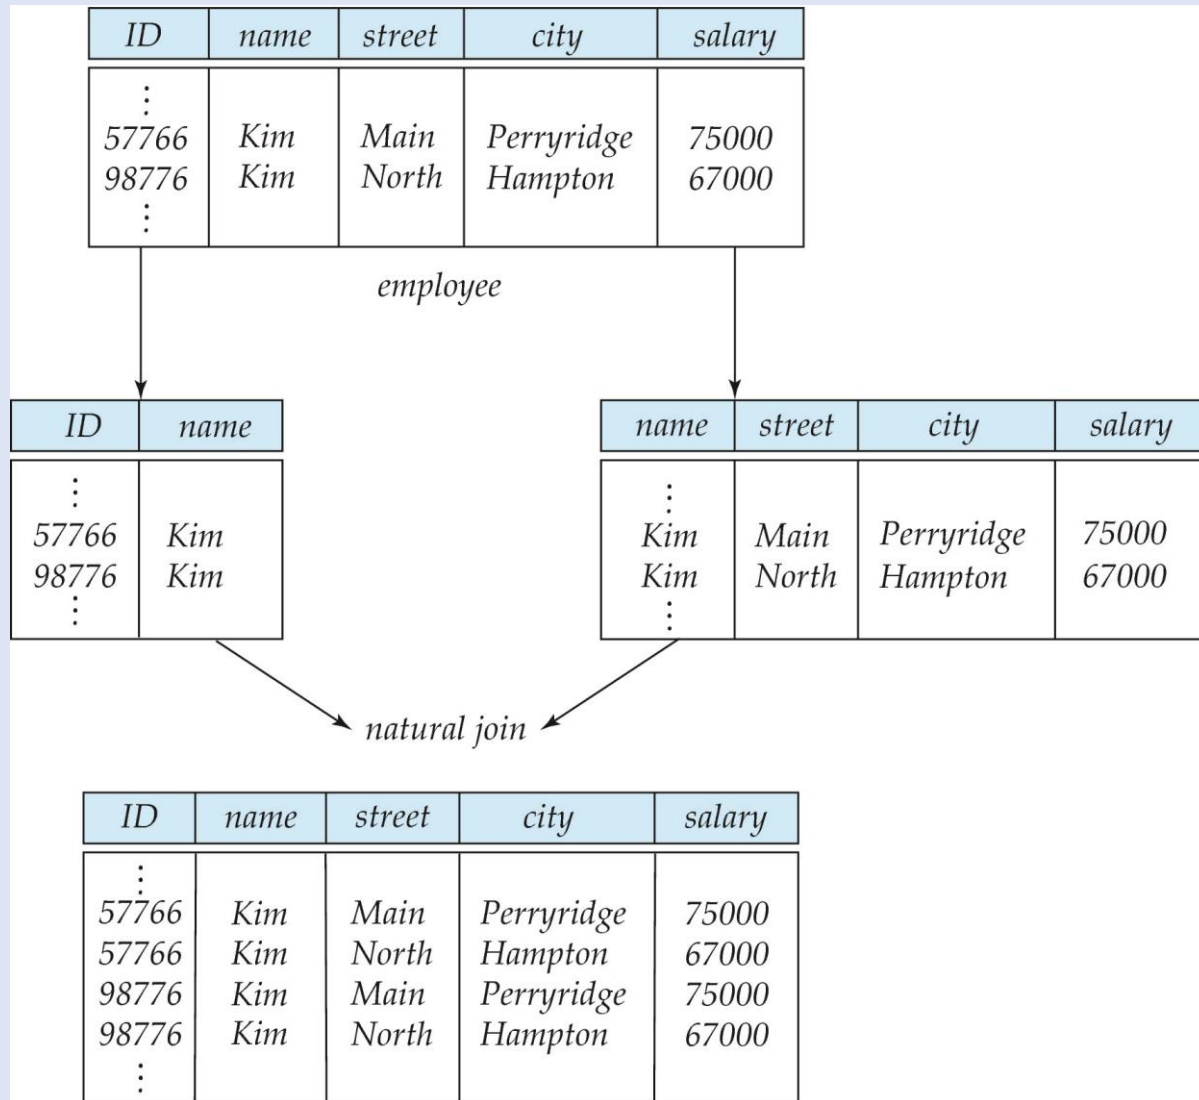 ID name street city salary
⋮
57766 Kim Main Perryridge 75000
98776 Kim North Hampton 67000
⋮
employee
ID name
⋮
57766 Kim
98776 Kim
⋮
name street city salary
⋮
Kim Main Perryridge 75000
Kim North Hampton 67000
⋮
natural join
ID name street city salary
⋮
57766 Kim Main Perryridge 75000
57766 Kim North Hampton 67000
98776 Kim Main Perryridge 75000
98776 Kim North Hampton 67000
⋮